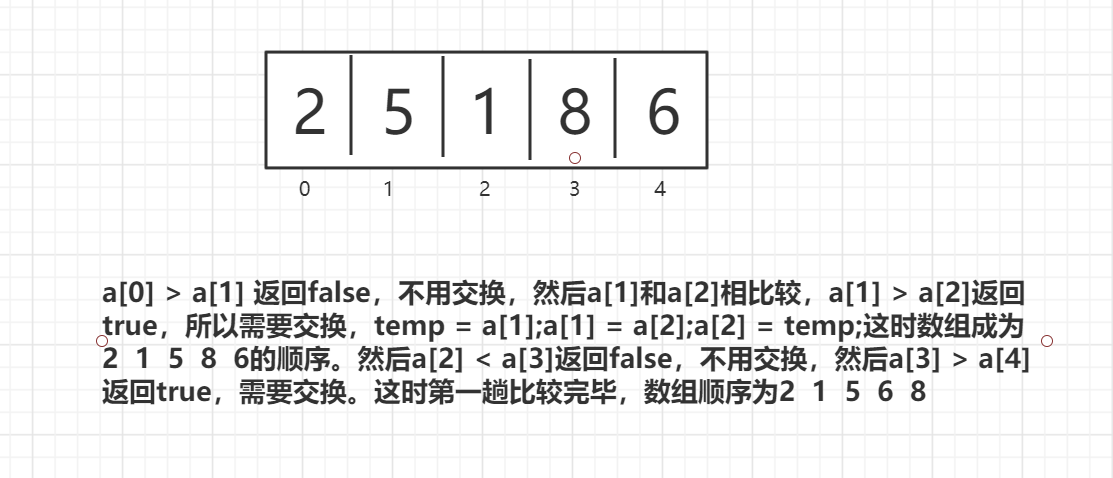 2 5 1 8 6
0 1 2 3 4
a[0] > a[1] 返回false，不用交换，然后a[1]和a[2]相比较，a[1] > a[2]返回
true，所以需要交换，temp = a[1];a[1] = a[2];a[2] = temp;这时数组成为
2 1 5 8 6的顺序。然后a[2] < a[3]返回false，不用交换，然后a[3] > a[4]
返回true，需要交换。这时第一趟比较完毕，数组顺序为2 1 5 6 8